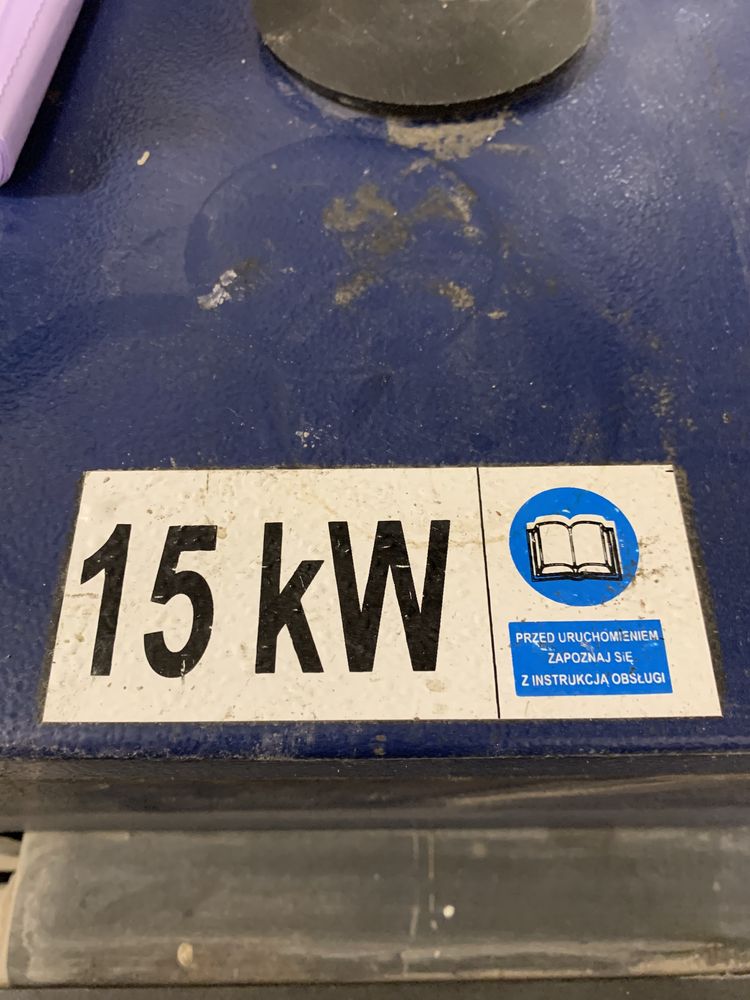 15 kW
PRZED URUCHOMIENIEM
ZAPOZNAJ SIĘ
Z INSTRUKCJĄ OBSŁUGI